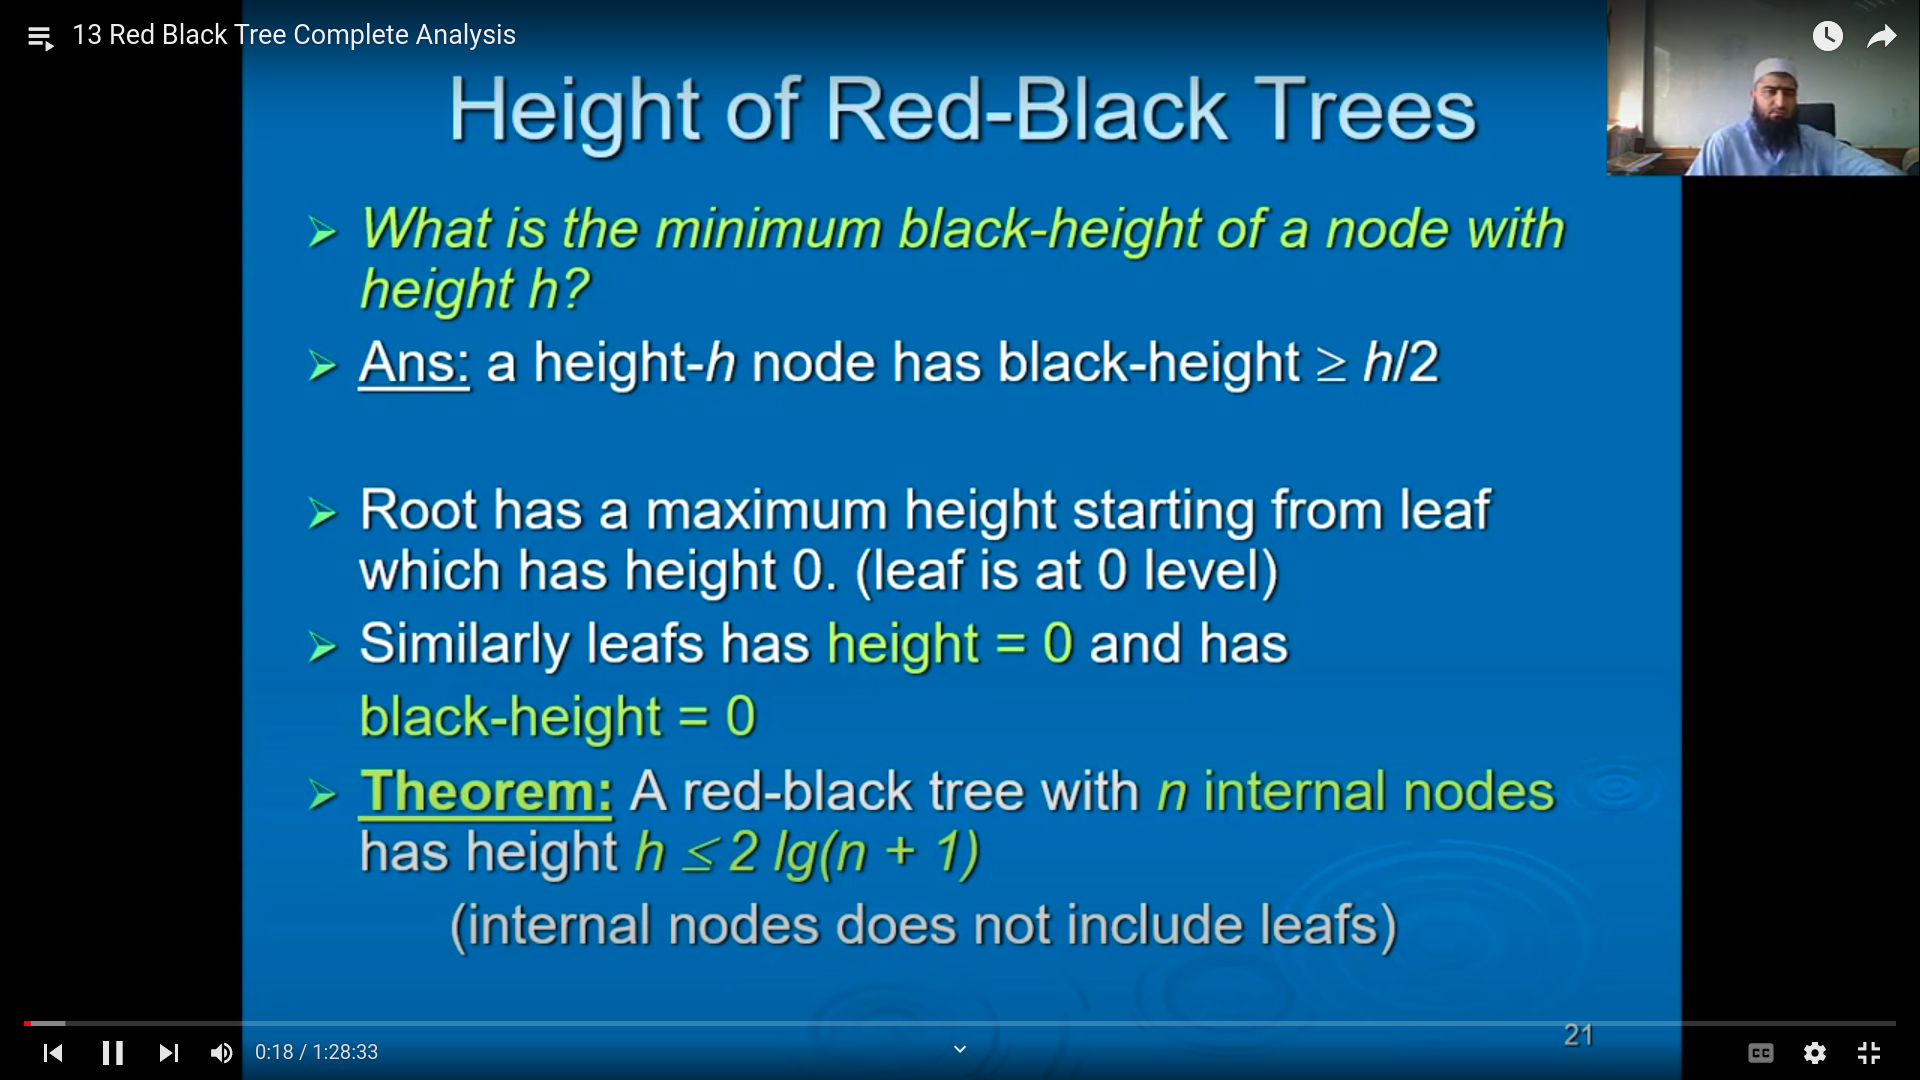 13 Red Black Tree Complete Analysis
Height of Red-Black Trees
What is the minimum black-height of a node with
height h?
Ans: a height-h node has black-height ≥ h/2
Root has a maximum height starting from leaf
which has height 0. (leaf is at 0 level)
Similarly leafs has height = 0 and has
black-height = 0
Theorem: A red-black tree with n internal nodes
has height h ≤ 2 lg(n + 1)
(internal nodes does not include leafs)
21
0:18 / 1:28:33
CC